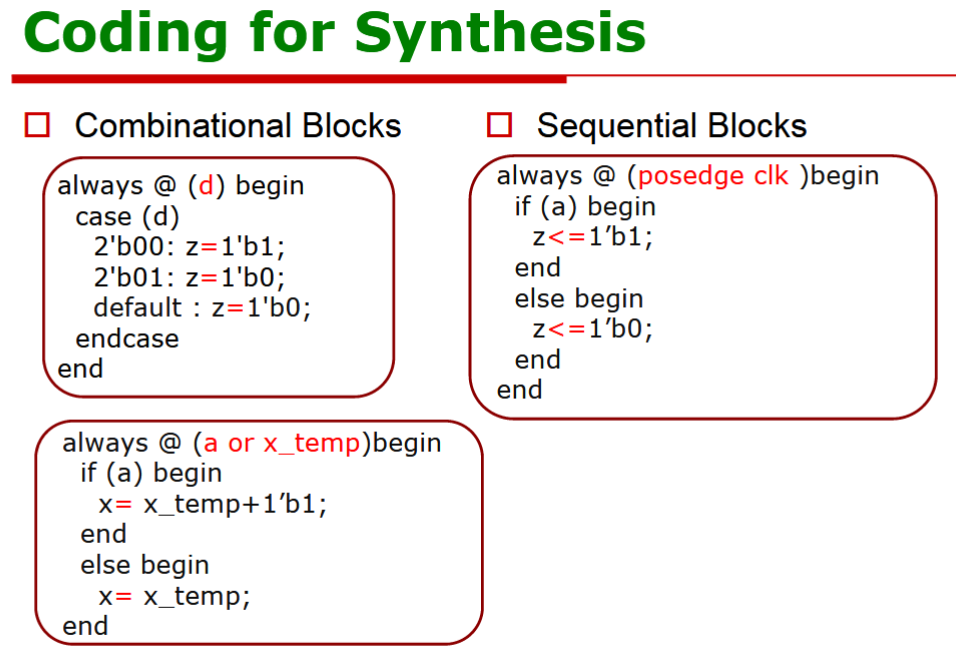 Coding for Synthesis
Combinational Blocks
always @ (d) begin
case (d)
2'b00: z=1'b1;
2'b01: z=1'b0;
default : z=1'b0;
endcase
end
always @ (a or x_temp)begin
if (a) begin
x= x_temp+1’b1;
end
else begin
x= x_temp;
end
Sequential Blocks
always @ (posedge clk )begin
if (a) begin
z<=1’b1;
end
else begin
z<=1’b0;
end
end